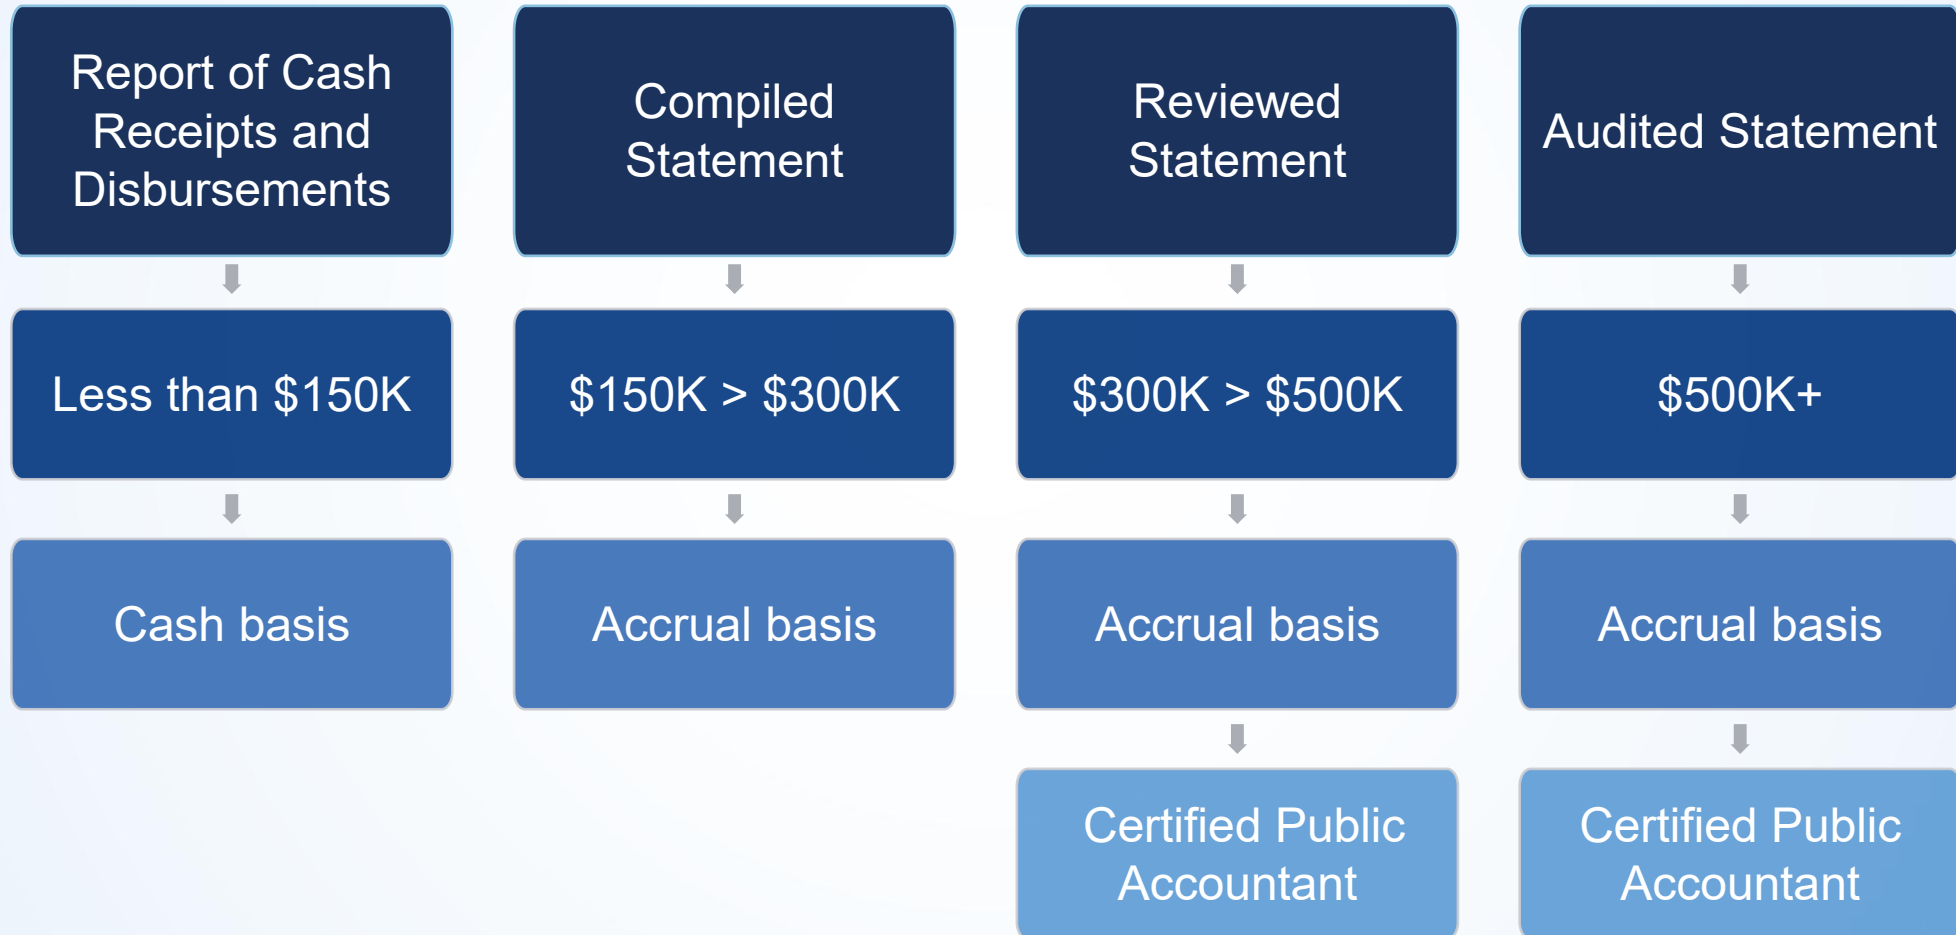 Report of Cash
Receipts and
Disbursements
Compiled
Statement
Reviewed
Statement
Audited Statement
Less than $150K
$150K > $300K
$300K > $500K
$500K+
Cash basis
Accrual basis
Accrual basis
Accrual basis
Certified Public
Accountant
Certified Public
Accountant